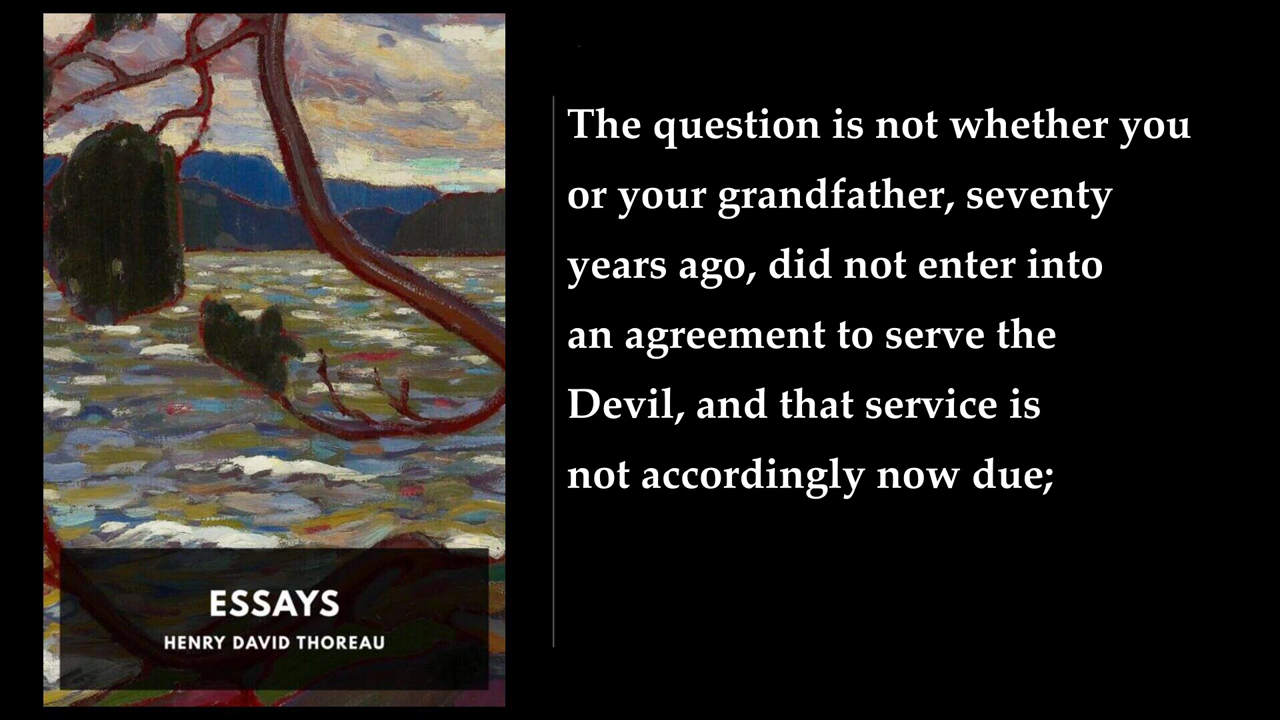 The question is not whether you
or your grandfather, seventy
years ago, did not enter into
an agreement to serve the
Devil, and that service is
not accordingly now due;
ESSAYS
HENRY DAVID THOREAU